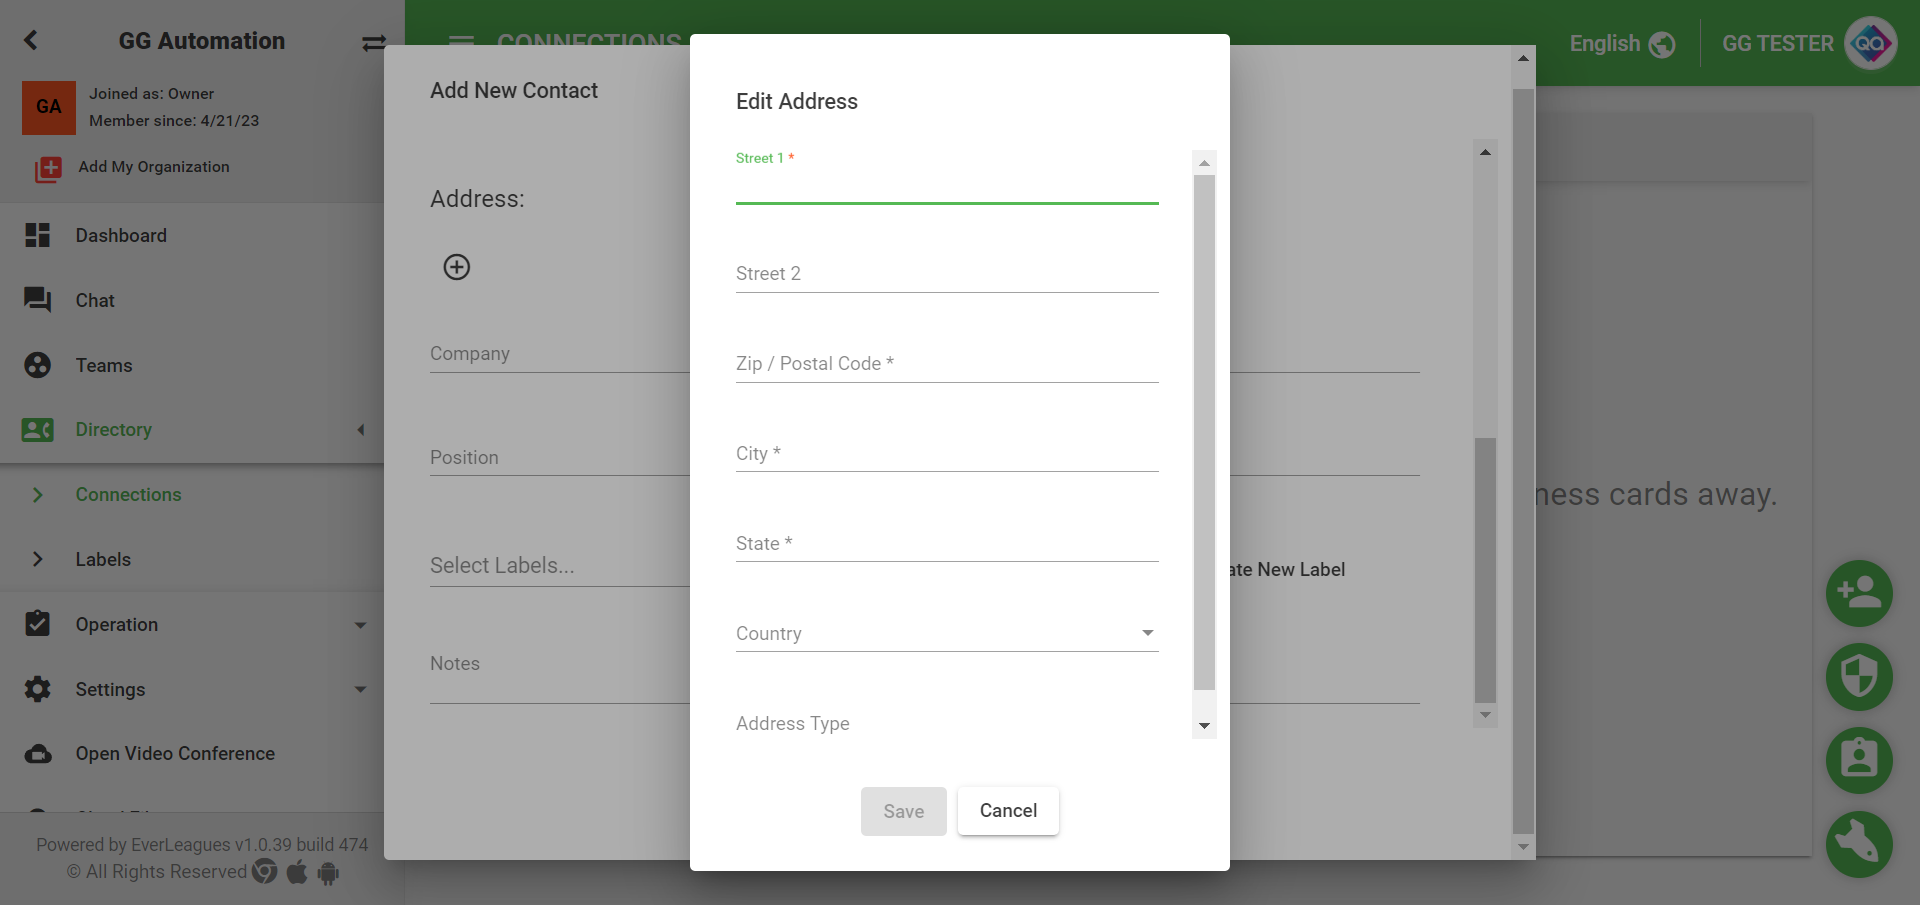 GG Automation
GA
Joined as: Owner
Member since: 4/21/23
Add My Organization
Dashboard
Chat
Teams
Directory
Connections
Labels
Operation
Settings
Open Video Conference
Powered by EverLeagues v1.0.39 build 474
© All Rights Reserved
CONNECTIONS
English
GG TESTER
QA
Add New Contact
Address:
Company
Position
Select Labels...
ate New Label
Notes
ness cards away.
Edit Address
Street 1 *
Street 2
Zip / Postal Code *
City *
State *
Country
Address Type
Save
Cancel